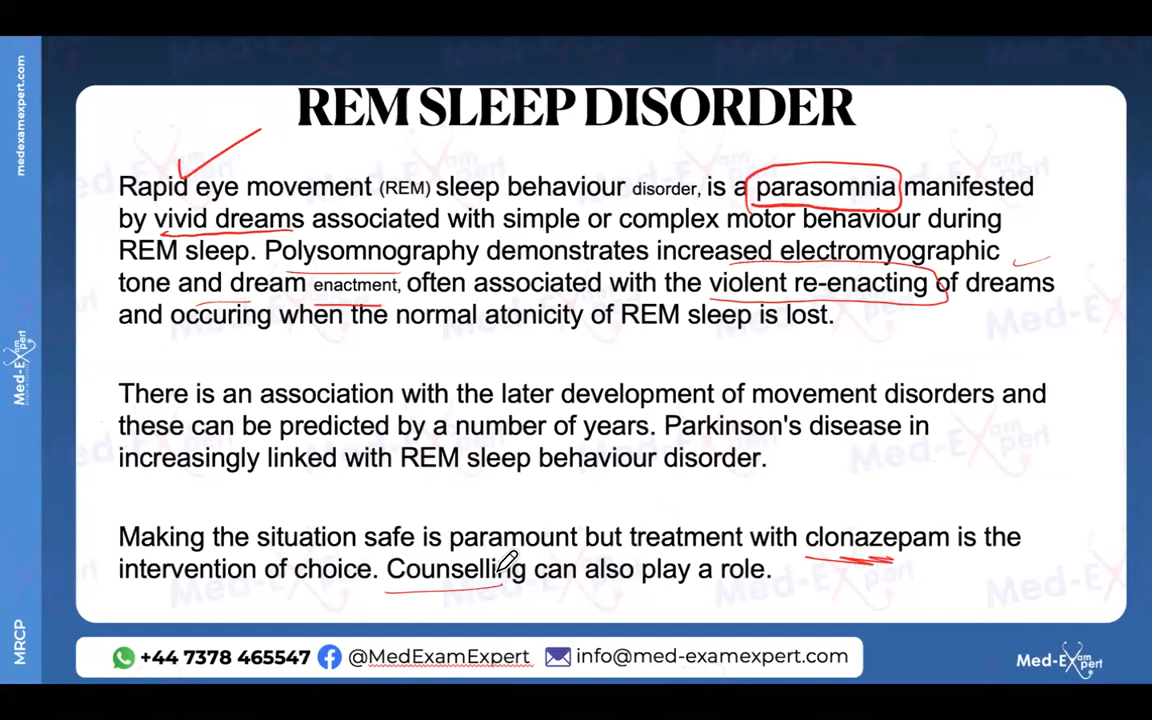 medexamexpert.com
REM SLEEP DISORDER
Rapid eye movement (REM) sleep behaviour disorder, is a parasomnia manifested
by vivid dreams associated with simple or complex motor behaviour during
REM sleep. Polysomnography demonstrates increased electromyographic
tone and dream enactment, often associated with the violent re-enacting of dreams
and occuring when the normal atonicity of REM sleep is lost.
There is an association with the later development of movement disorders and
these can be predicted by a number of years. Parkinson's disease in
increasingly linked with REM sleep behaviour disorder.
Making the situation safe is paramount but treatment with clonazepam is the
intervention of choice. Counselling can also play a role.
Med-Exam Expert
MRCP
+44 7378 465547 @MedExamExpert info@med-examexpert.com
Med-Exam Expert